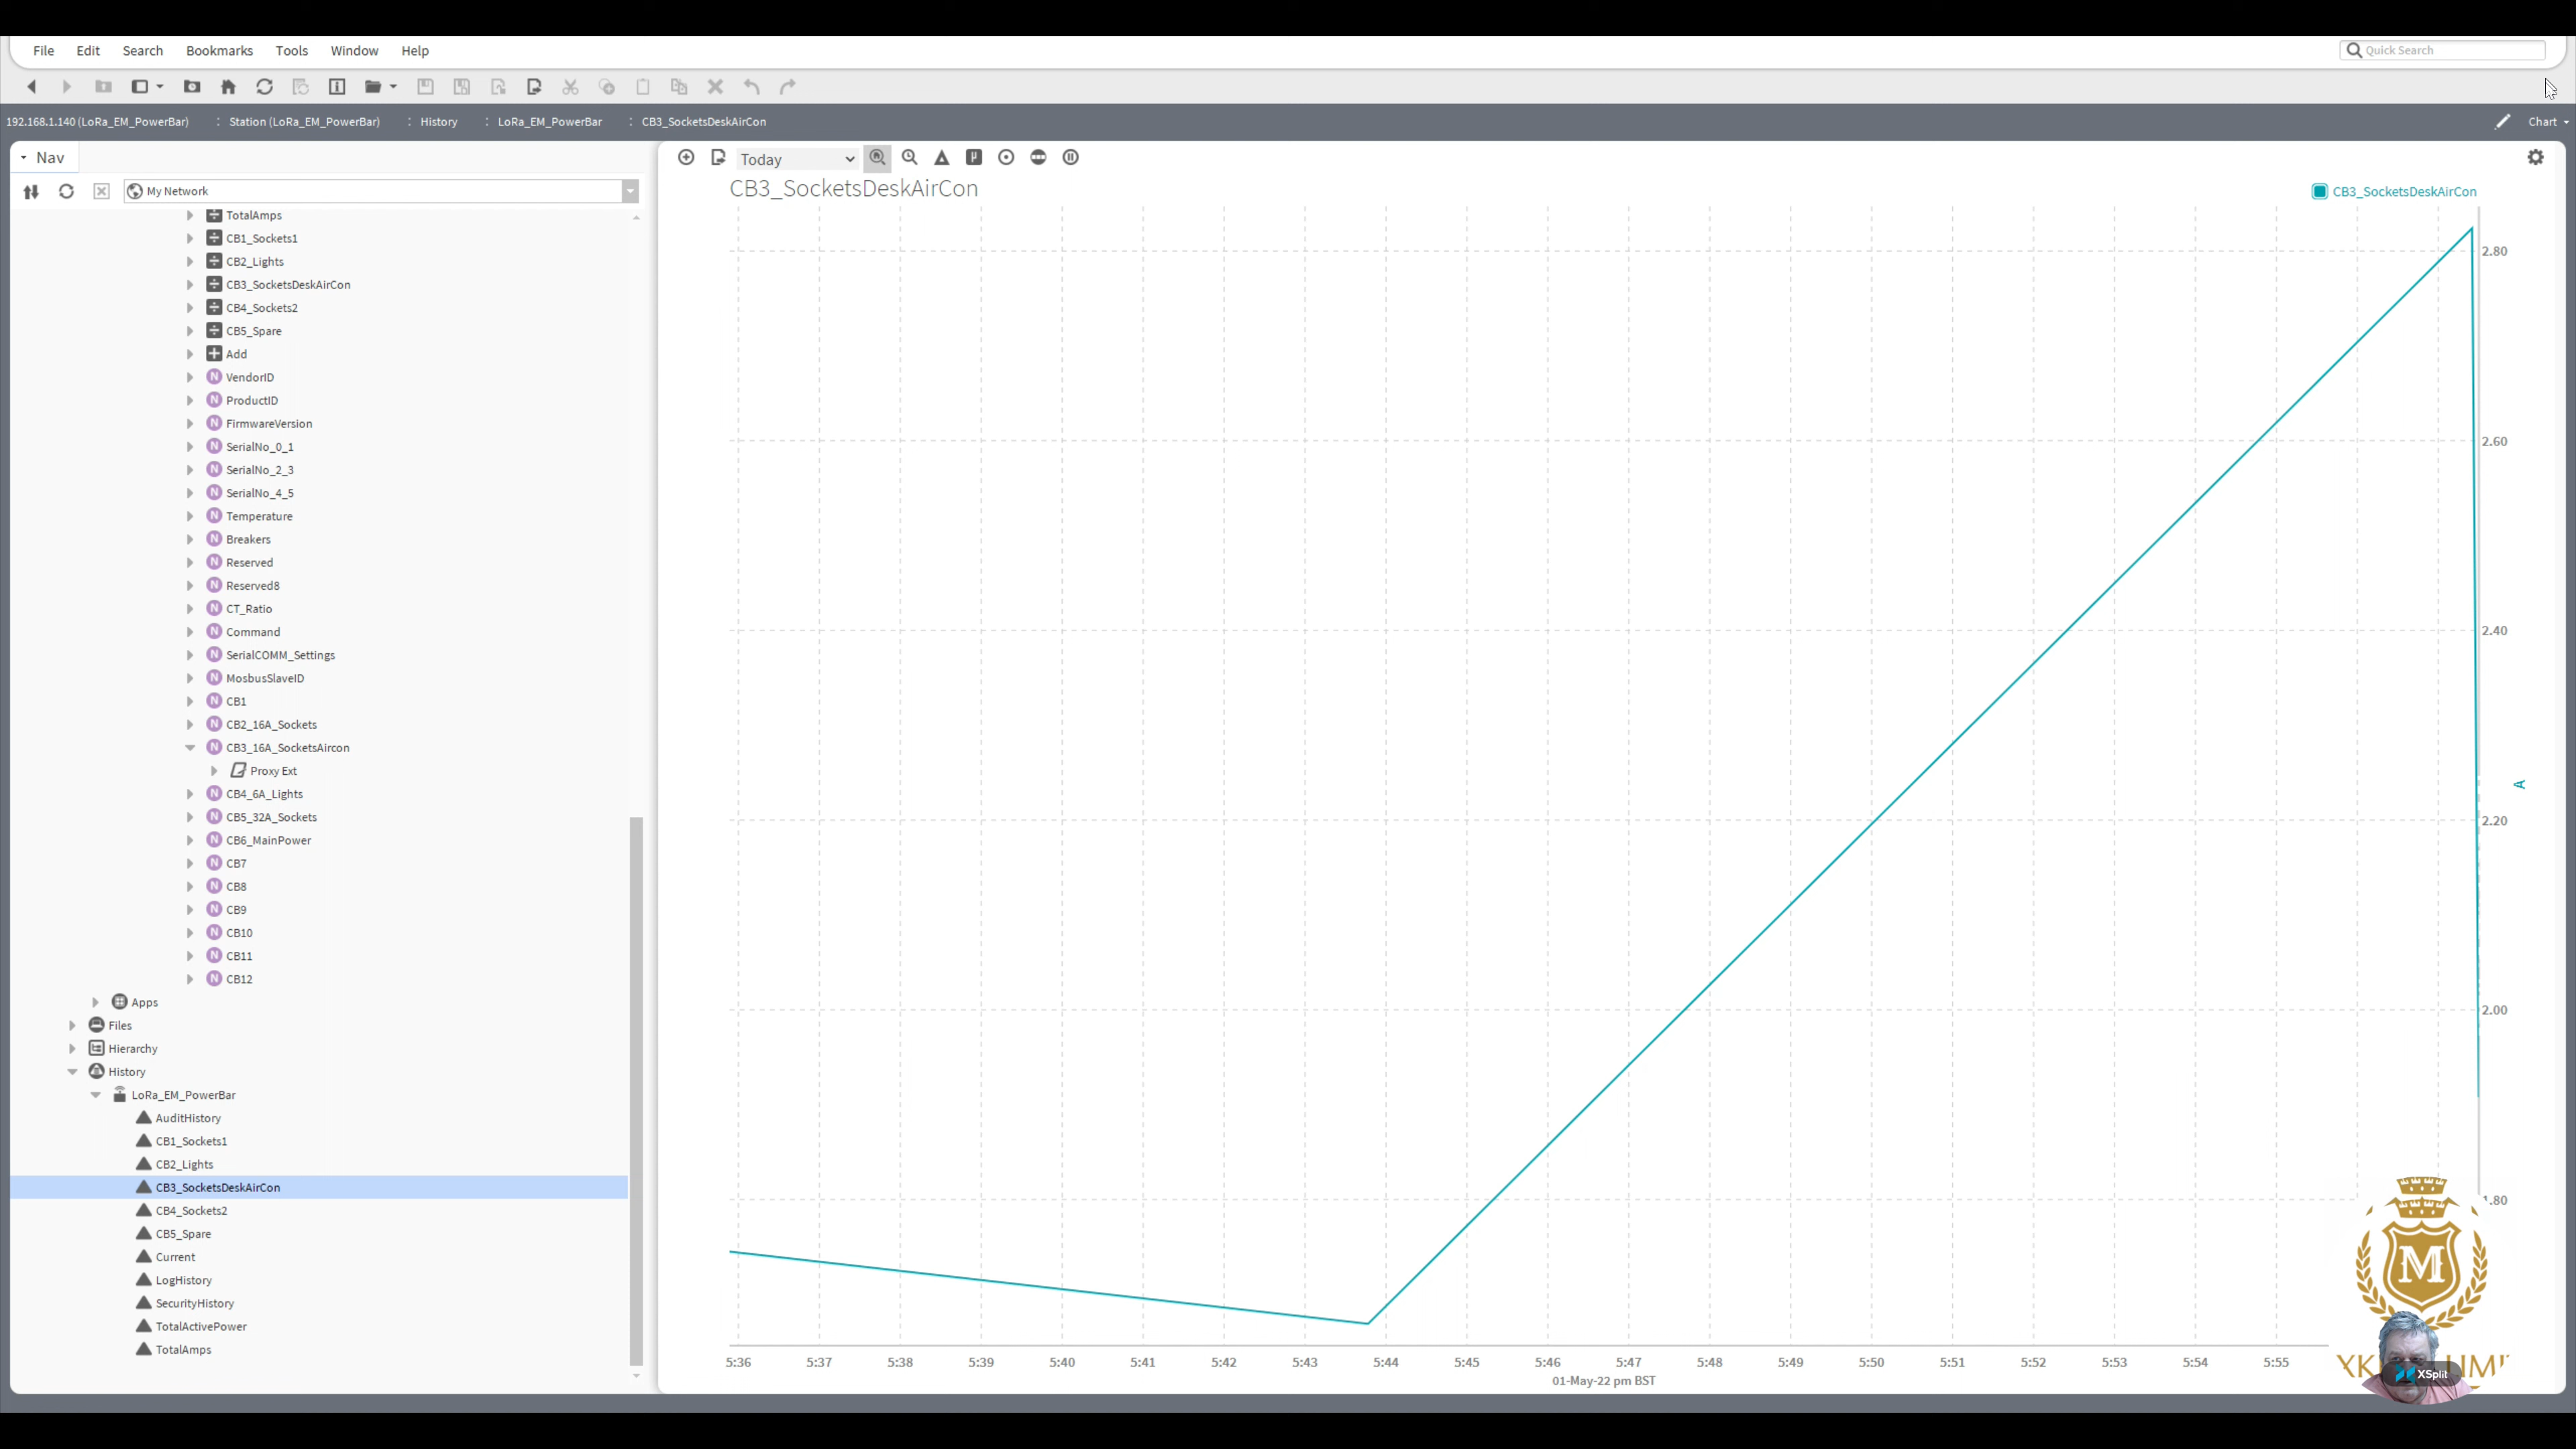 File Edit Search Bookmarks Tools Window Help
Quick Search
192.168.1.140 (LoRa_EM_PowerBar) : Station (LoRa_EM_PowerBar) : History : LoRa_EM_PowerBar : CB3_SocketsDeskAirCon
Chart
Nav
My Network
TotalAmps
CB1_Sockets1
CB2_Lights
CB3_SocketsDeskAirCon
CB4_Sockets2
CB5_Spare
Add
VendorID
ProductID
FirmwareVersion
SerialNo_0_1
SerialNo_2_3
SerialNo_4_5
Temperature
Breakers
Reserved
Reserved8
CT_Ratio
Command
SerialCOMM_Settings
MosbusSlaveID
CB1
CB2_16A_Sockets
CB3_16A_SocketsAircon
Proxy Ext
CB4_6A_Lights
CB5_32A_Sockets
CB6_MainPower
CB7
CB8
CB9
CB10
CB11
CB12
Apps
Files
Hierarchy
History
LoRa_EM_PowerBar
AuditHistory
CB1_Sockets1
CB2_Lights
CB3_SocketsDeskAirCon
CB4_Sockets2
CB5_Spare
Current
LogHistory
SecurityHistory
TotalActivePower
TotalAmps
Today
CB3_SocketsDeskAirCon
CB3_SocketsDeskAirCon
2.80
2.60
2.40
A
2.20
2.00
.80
5:36 5:37 5:38 5:39 5:40 5:41 5:42 5:43 5:44 5:45 5:46 5:47 5:48 5:49 5:50 5:51 5:52 5:53 5:54 5:55
01-May-22 pm BST
M
XSplit